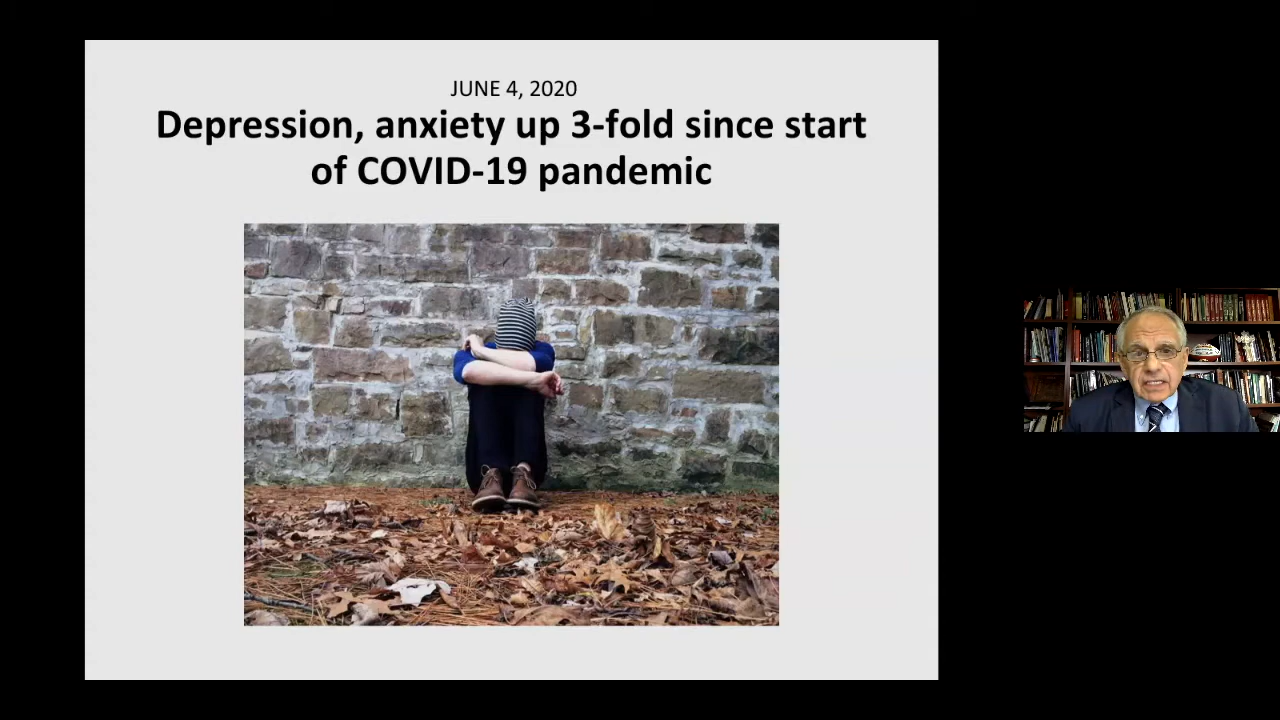 JUNE 4, 2020
Depression, anxiety up 3-fold since start
of COVID-19 pandemic